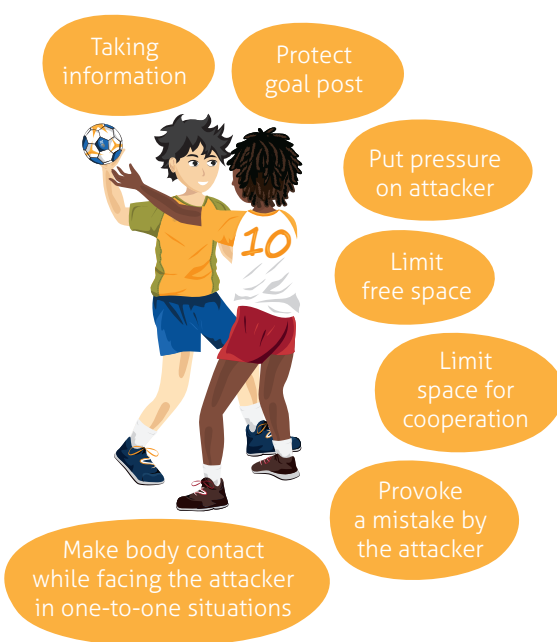 Taking
information
Protect
goal post
Put pressure
on attacker
10
Limit
free space
Limit
space for
cooperation
Provoke
a mistake by
the attacker
Make body contact
while facing the attacker
in one-to-one situations